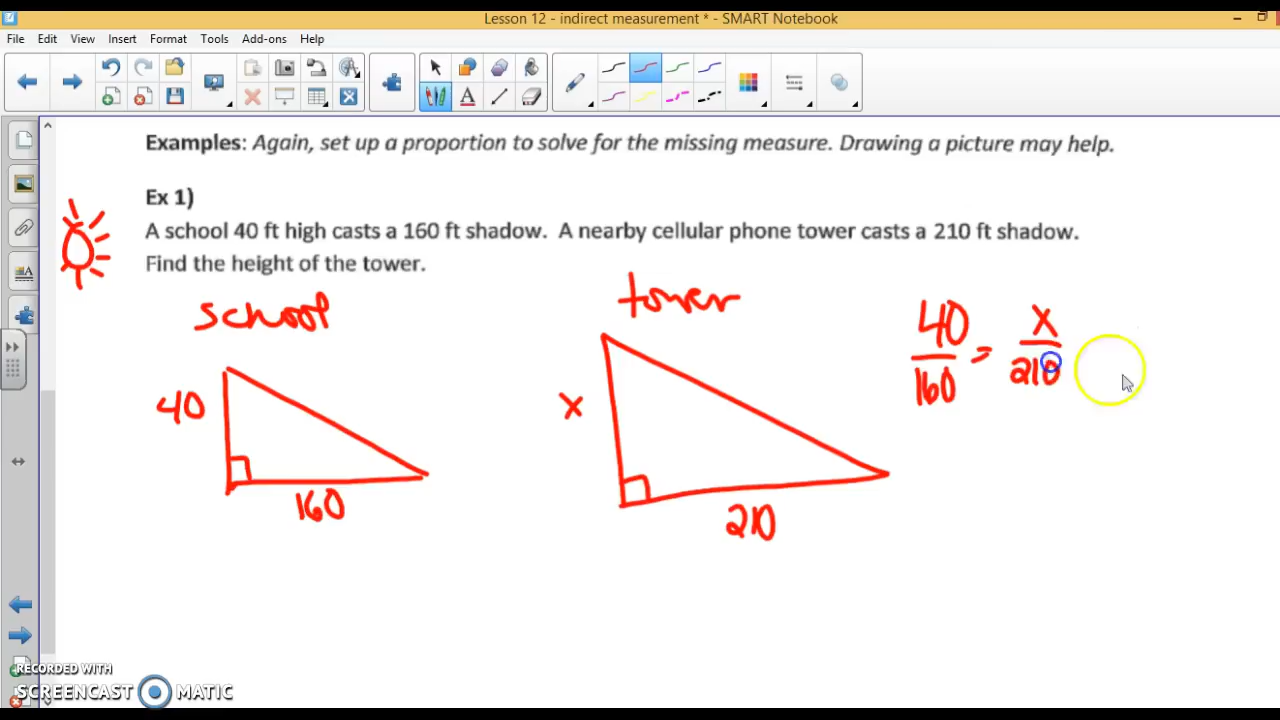 Lesson 12 - indirect measurement * - SMART Notebook
File Edit View Insert Format Tools Add-ons Help
Examples: Again, set up a proportion to solve for the missing measure. Drawing a picture may help.
Ex 1)
A school 40 ft high casts a 160 ft shadow. A nearby cellular phone tower casts a 210 ft shadow.
Find the height of the tower.
school
tower
40
160
x
210
40 = x
160 210
RECORDED WITH
SCREENCAST MATIC